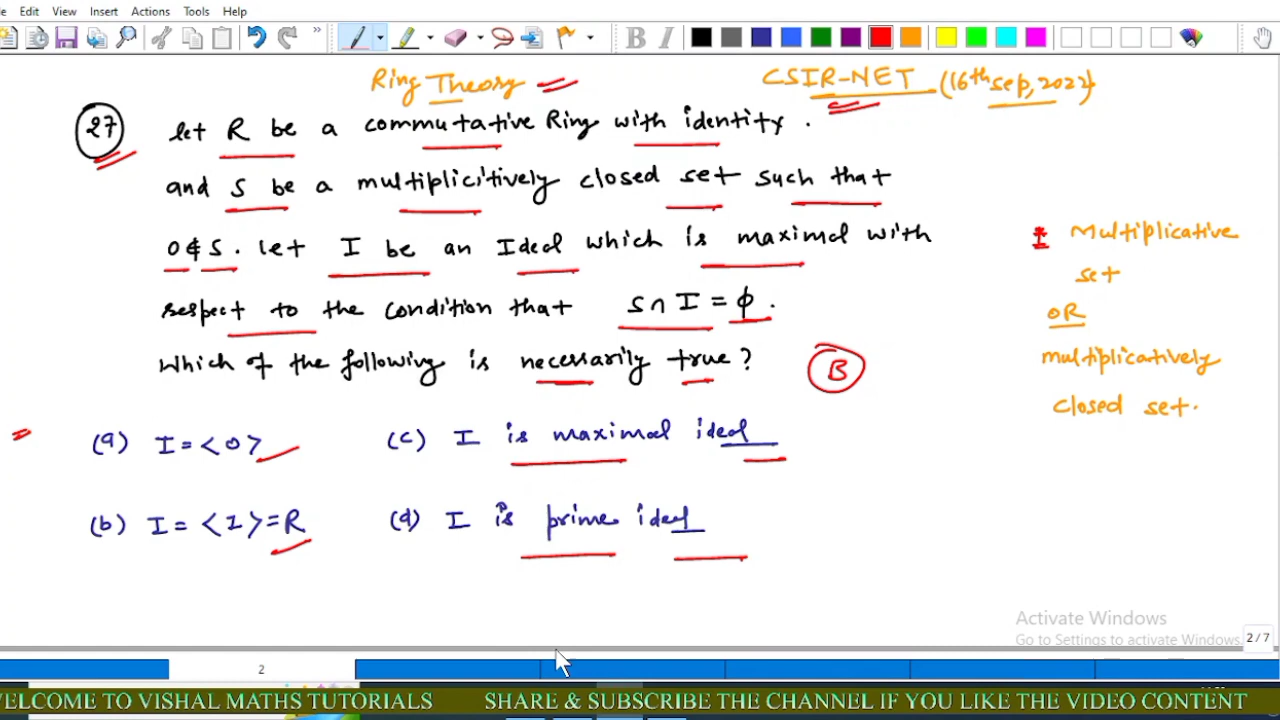 Edit View Insert Actions Tools Help
Ring Theory CSIR-NET (16th sep, 2022)
27 let R be a commutative Ring with identity.
and S be a multiplicitively closed set such that
0∉S. let I be an Ideal which is maximal with
respect to the condition that S∩I = ϕ.
Which of the following is necessarily true? B
(a) I = <0> (c) I is maximal ideal
(b) I = <1> = R (d) I is prime ideal
Multiplicative
set
OR
multiplicatively
closed set.
Activate Windows
Go to Settings to activate Windows.
2/7
2
WELCOME TO VISHAL MATHS TUTORIALS SHARE & SUBSCRIBE THE CHANNEL IF YOU LIKE THE VIDEO CONTENT